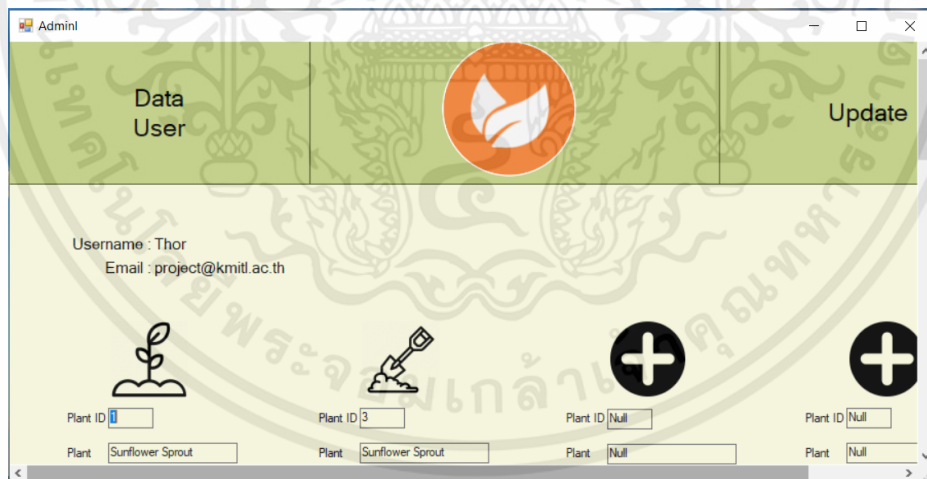 AdminI
Data
User
Update
Username : Thor
Email : project@kmitl.ac.th
Plant ID 1
Plant ID 3
Plant ID Null
Plant ID Null
Plant Sunflower Sprout
Plant Sunflower Sprout
Plant Null
Plant Null